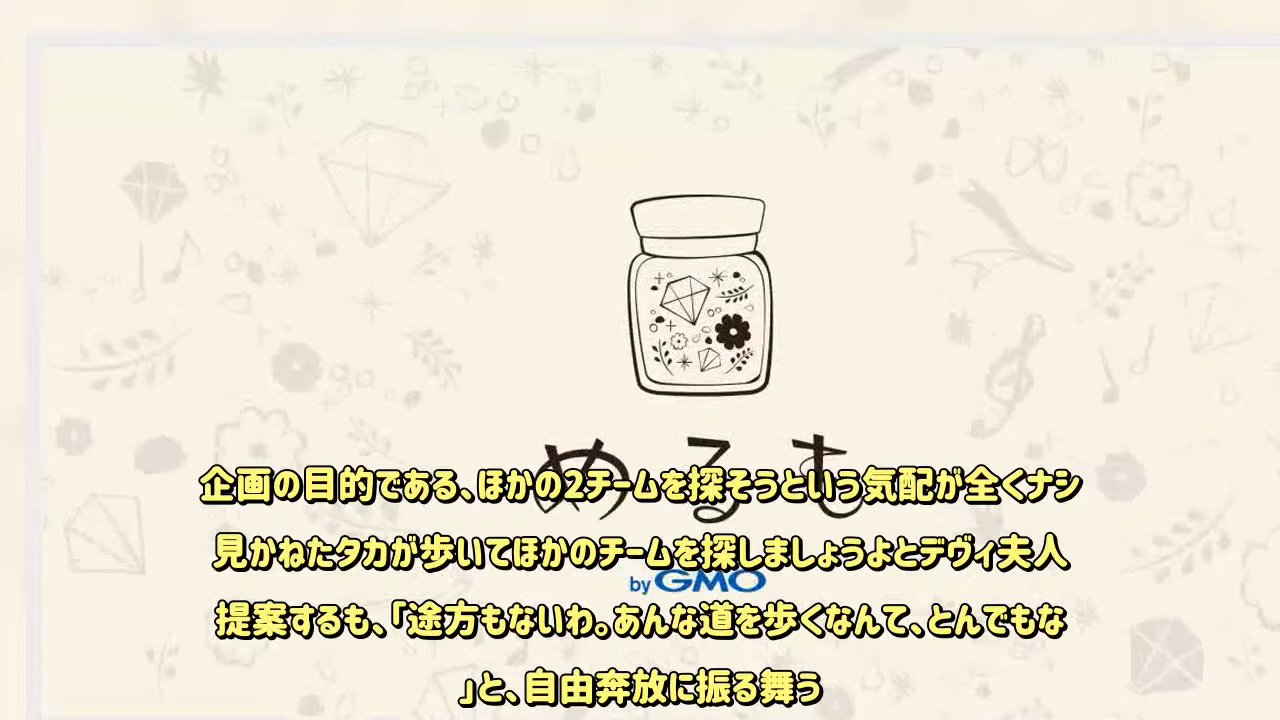 めるむ
企画の目的である、ほかの2チームを探そうという気配が全くナシ
見かねたタカが歩いてほかのチームを探しましょうよとデヴィ夫人
by GMO
提案するも、「途方もないわ。あんな道を歩くなんて、とんでもな
」と、自由奔放に振る舞う